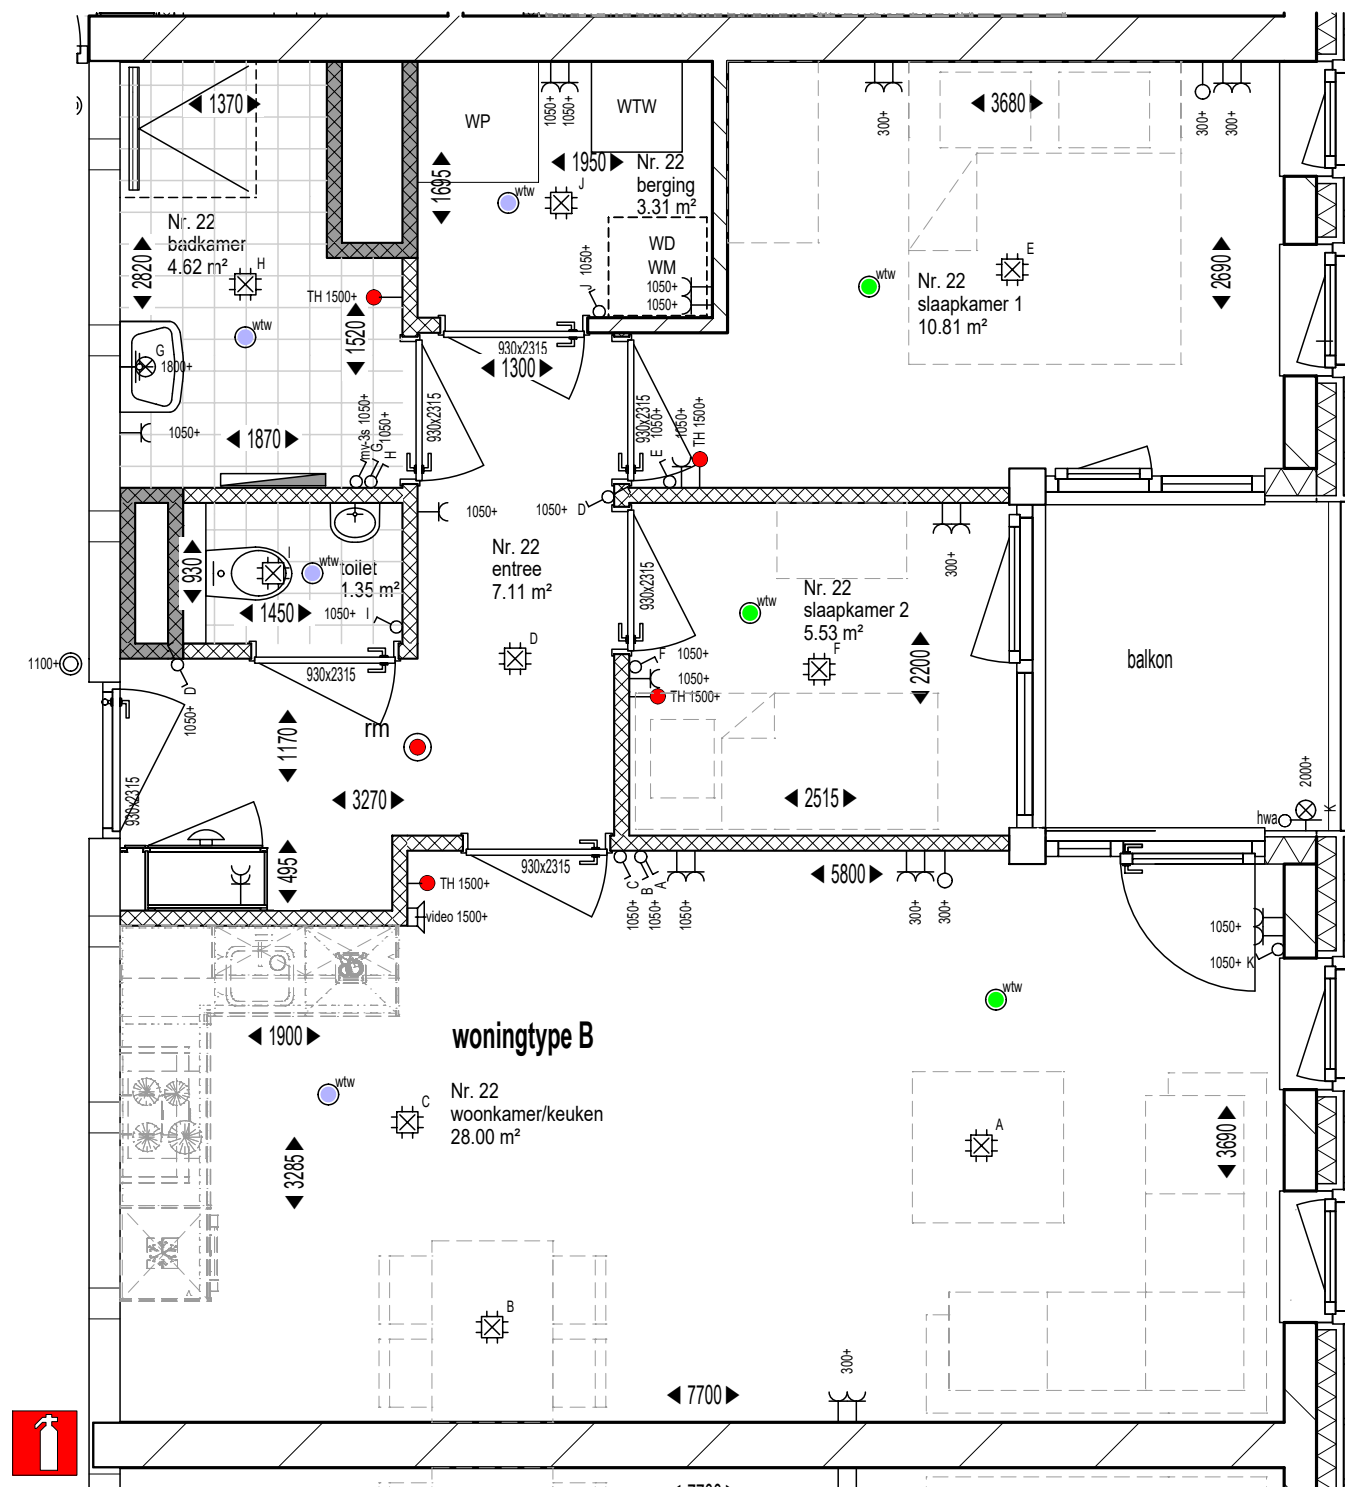 1370
WP
1050+
1050+
WTW
1950
1695
wtw
J
Nr. 22
berging
3.31 m²
WD
WM
1050+
1050+
J 1050+
300+
3680
300+
300+
E
wtw
Nr. 22
slaapkamer 1
10.81 m²
2690
Nr. 22
badkamer
4.62 m²
H
2820
TH 1500+
wtw
1520
G
1800+
1050+
1870
mv-3s 1050+
G
H
1050+
930x2315
930x2315
1300
930x2315
E
1050+
1050+
TH 1500+
1050+
1050+ D
930
I
wtw
toilet
1.35 m²
1450
1050+ I
Nr. 22
entree
7.11 m²
D
930x2315
300+
wtw
Nr. 22
slaapkamer 2
5.53 m²
F
2200
F
1050+
1050+
TH 1500+
2515
balkon
2000+
hwa
K
1100+
D
1050+
930x2315
rm
930x2315
1170
3270
495
TH 1500+
video 1500+
930x2315
C
B
A
1050+
1050+
1050+
5800
300+
300+
1050+
1050+ K
wtw
1900
woningtype B
wtw
C
Nr. 22
woonkamer/keuken
28.00 m²
A
3690
3285
B
300+
7700
7700